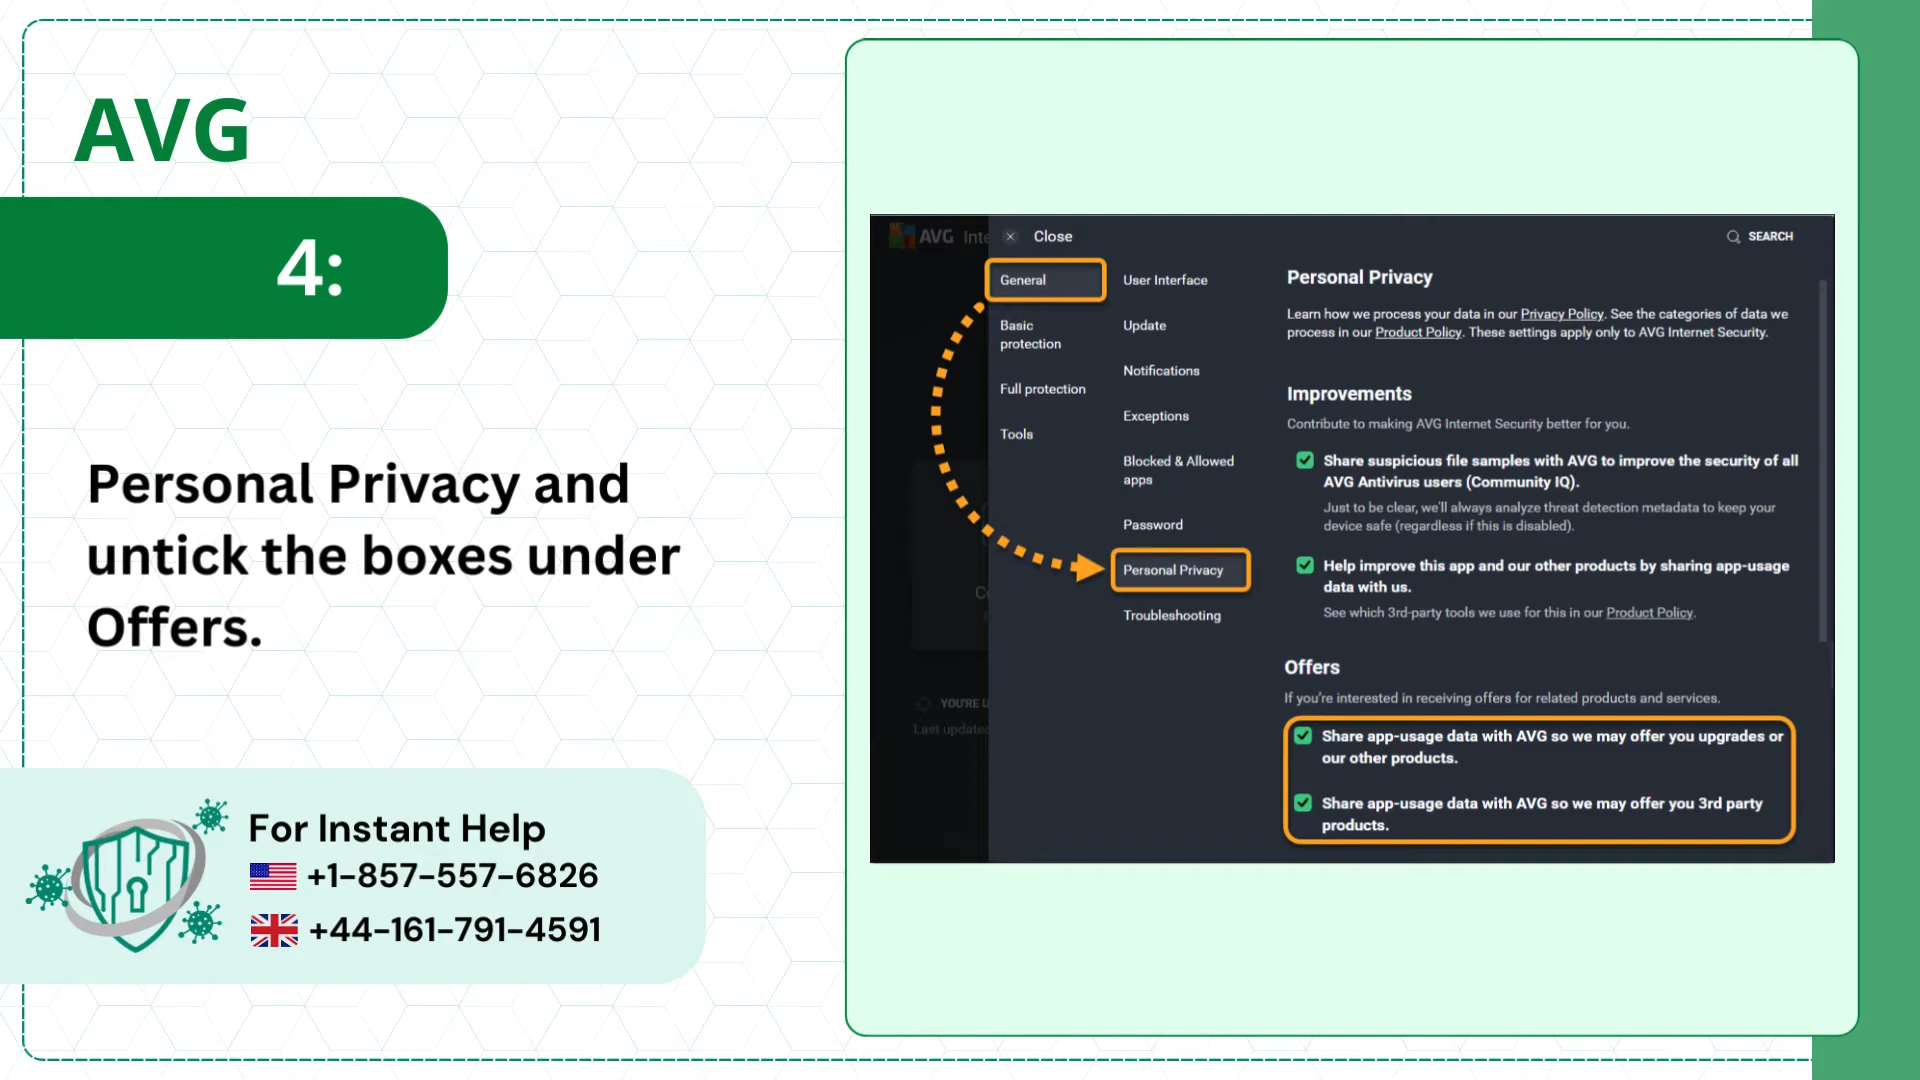 AVG
4:
Personal Privacy and
untick the boxes under
Offers.
For Instant Help
+1-857-557-6826
+44-161-791-4591
AVG
Close
SEARCH
General
Basic
protection
Full protection
Tools
User Interface
Update
Notifications
Exceptions
Blocked & Allowed
apps
Password
Personal Privacy
Troubleshooting
Personal Privacy
Learn how we process your data in our Privacy Policy. See the categories of data we
process in our Product Policy. These settings apply only to AVG Internet Security.
Improvements
Contribute to making AVG Internet Security better for you.
Share suspicious file samples with AVG to improve the security of all
AVG Antivirus users (Community IQ).
Just to be clear, we'll always analyze threat detection metadata to keep your
device safe (regardless if this is disabled).
Help improve this app and our other products by sharing app-usage
data with us.
See which 3rd-party tools we use for this in our Product Policy.
Offers
If you're interested in receiving offers for related products and services.
Share app-usage data with AVG so we may offer you upgrades or
our other products.
Share app-usage data with AVG so we may offer you 3rd party
products.
YOU'RE U
Last update